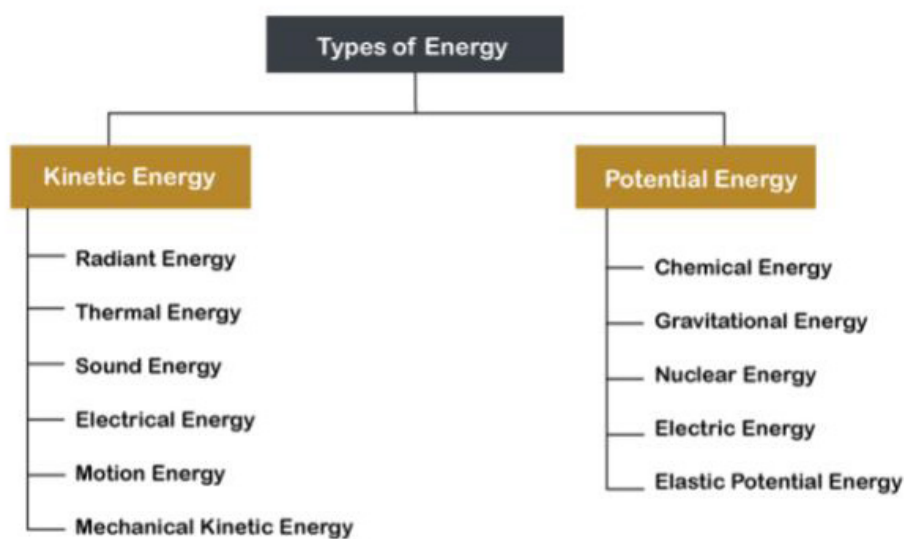 Types of Energy
Kinetic Energy
Radiant Energy
Thermal Energy
Sound Energy
Electrical Energy
Motion Energy
Mechanical Kinetic Energy
Potential Energy
Chemical Energy
Gravitational Energy
Nuclear Energy
Electric Energy
Elastic Potential Energy